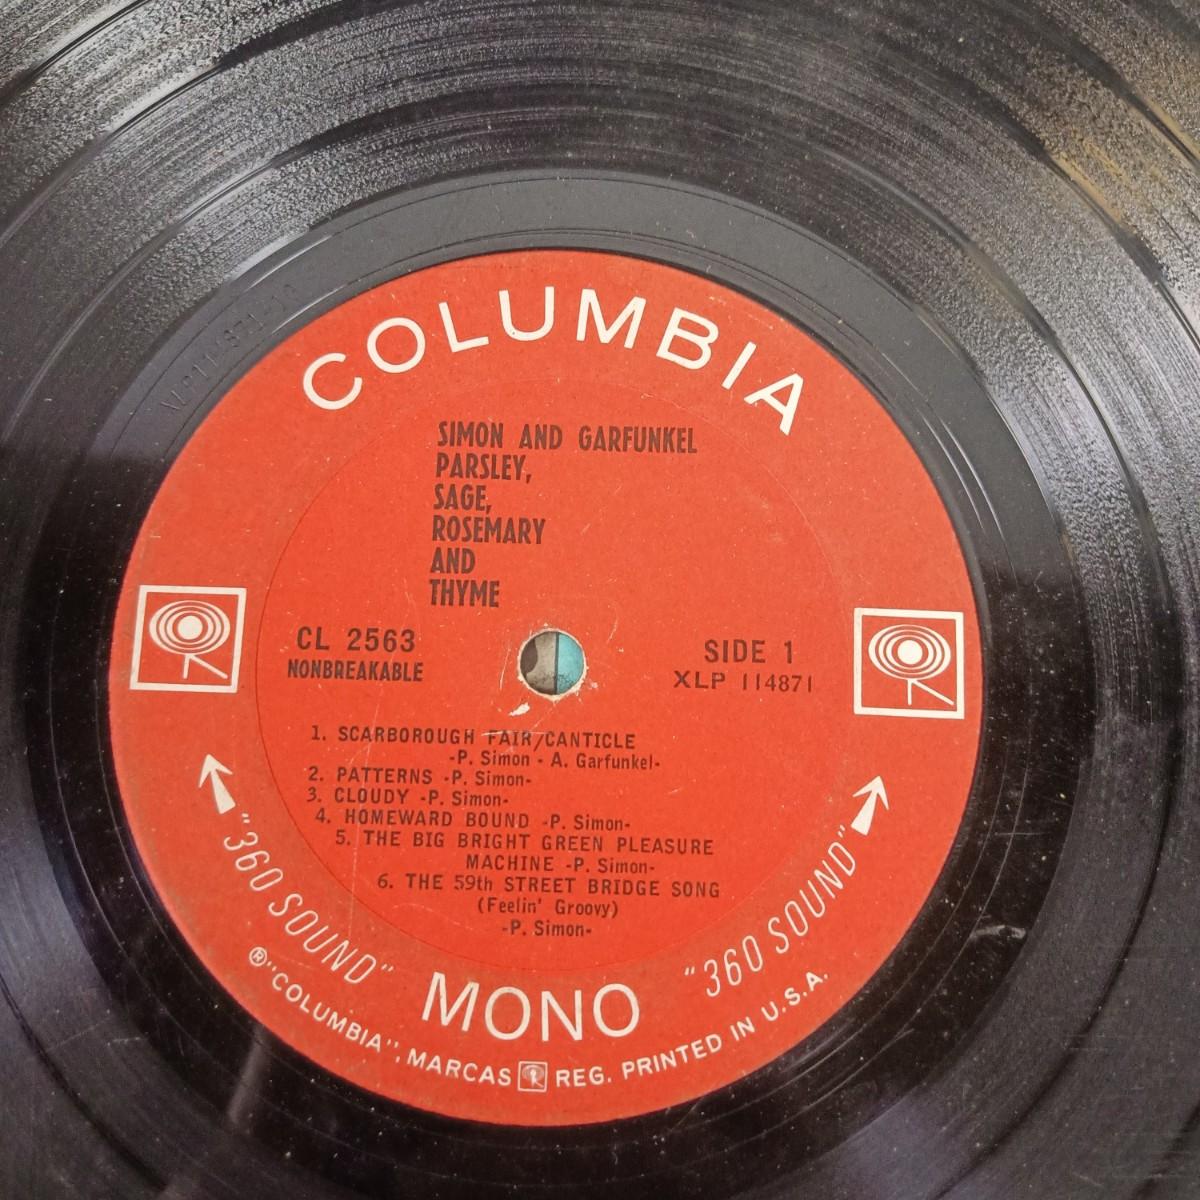 COLUMBIA
SIMON AND GARFUNKEL
PARSLEY,
SAGE,
ROSEMARY
AND
THYME
CL 2563
NONBREAKABLE
SIDE 1
XLP 114871
1. SCARBOROUGH FAIR/CANTICLE
-P. Simon - A. Garfunkel-
2. PATTERNS -P. Simon-
3. CLOUDY -P. Simon-
4. HOMEWARD BOUND -P. Simon-
5. THE BIG BRIGHT GREEN PLEASURE
MACHINE -P. Simon-
6. THE 59th STREET BRIDGE SONG
(Feelin' Groovy)
-P. Simon-
"360 SOUND"
MONO
"360 SOUND"
®"COLUMBIA", MARCAS REG. PRINTED IN U.S.A.